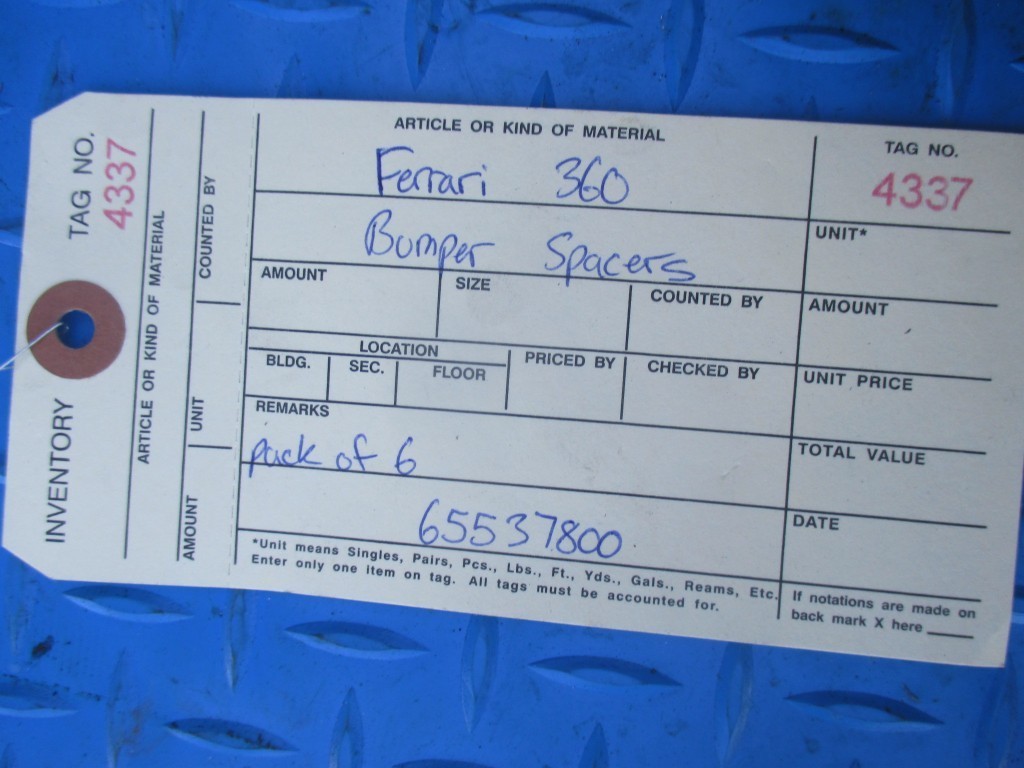 TAG NO.
4337
INVENTORY
ARTICLE OR KIND OF MATERIAL
COUNTED BY
UNIT
AMOUNT
ARTICLE OR KIND OF MATERIAL
Ferrari 360
Bumper Spacers
TAG NO.
4337
UNIT*
AMOUNT SIZE COUNTED BY AMOUNT
LOCATION
BLDG. SEC. FLOOR PRICED BY CHECKED BY UNIT PRICE
REMARKS
pack of 6
TOTAL VALUE
65537800
DATE
*Unit means Singles, Pairs, Pcs., Lbs., Ft., Yds., Gals., Reams, Etc.
Enter only one item on tag. All tags must be accounted for.
If notations are made on
back mark X here